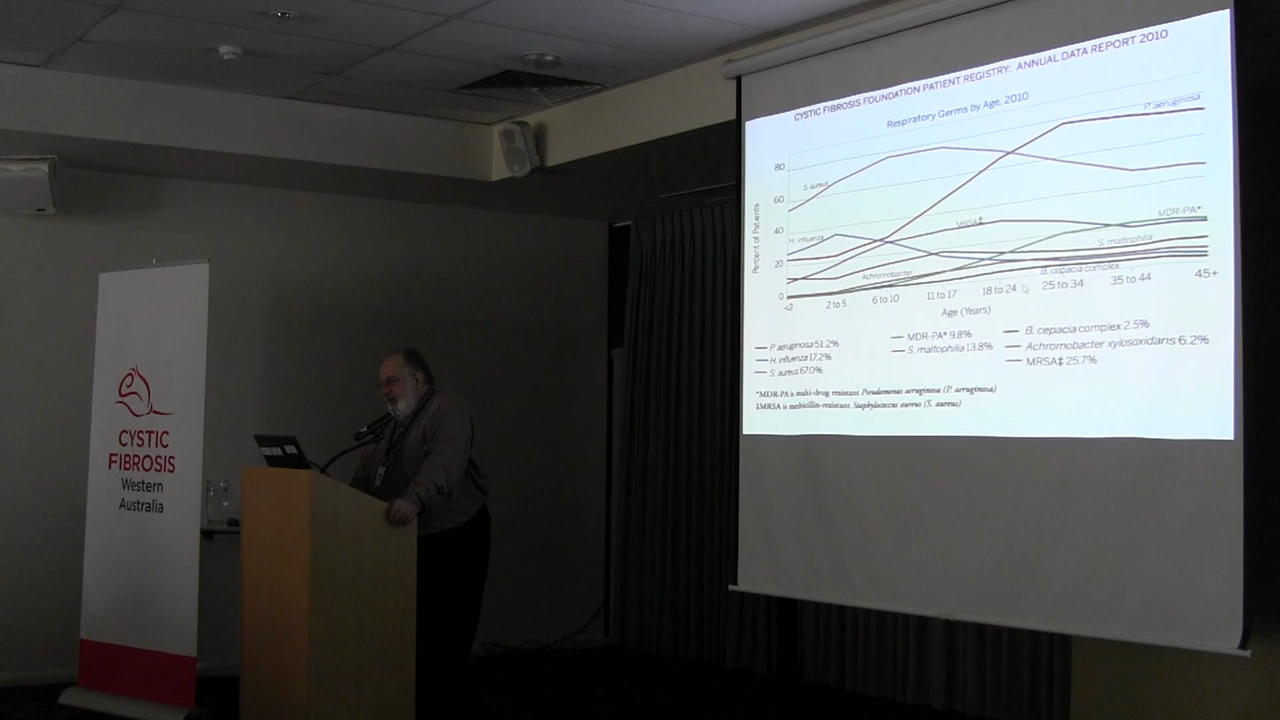 CYSTIC
FIBROSIS
Western
Australia
CYSTIC FIBROSIS FOUNDATION PATIENT REGISTRY: ANNUAL DATA REPORT 2010
Respiratory Germs by Age, 2010
Percent of Patients
80
60
40
20
0
P. aeruginosa
S. aureus
MRSA‡
MDR-PA*
H. influenza
S. maltophilia
Achromobacter
B. cepacia complex
<2
2 to 5
6 to 10
11 to 17
18 to 24
25 to 34
35 to 44
45+
Age (Years)
P. aeruginosa 51.2%
H. influenza 17.2%
S. aureus 67.0%
MDR-PA* 9.8%
S. maltophilia 13.8%
B. cepacia complex 2.5%
Achromobacter xylosoxidans 6.2%
MRSA‡ 25.7%
*MDR-PA is multi-drug resistant Pseudomonas aeruginosa (P. aeruginosa)
‡MRSA is methicillin-resistant Staphylococcus aureus (S. aureus)